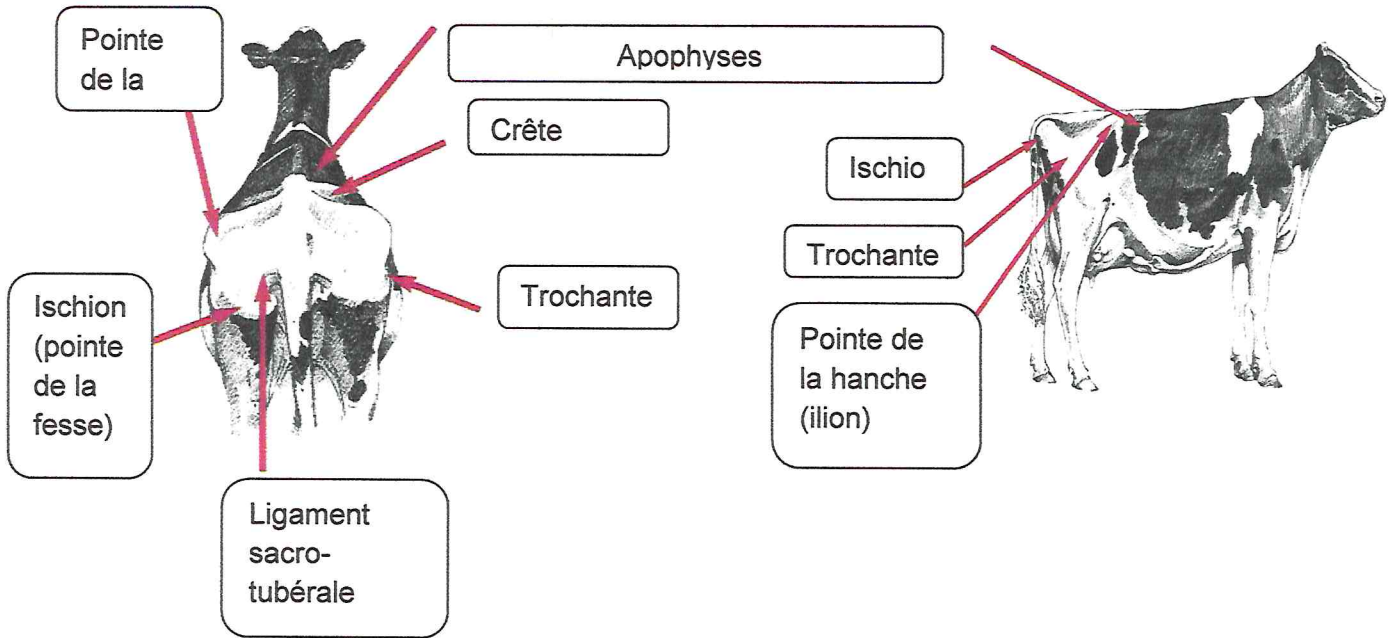 Pointe
de la
Apophyses
Crête
Ischio
Trochante
Ischion
(pointe
de la
fesse)
Trochante
Pointe de
la hanche
(ilion)
Ligament
sacro-
tubérale